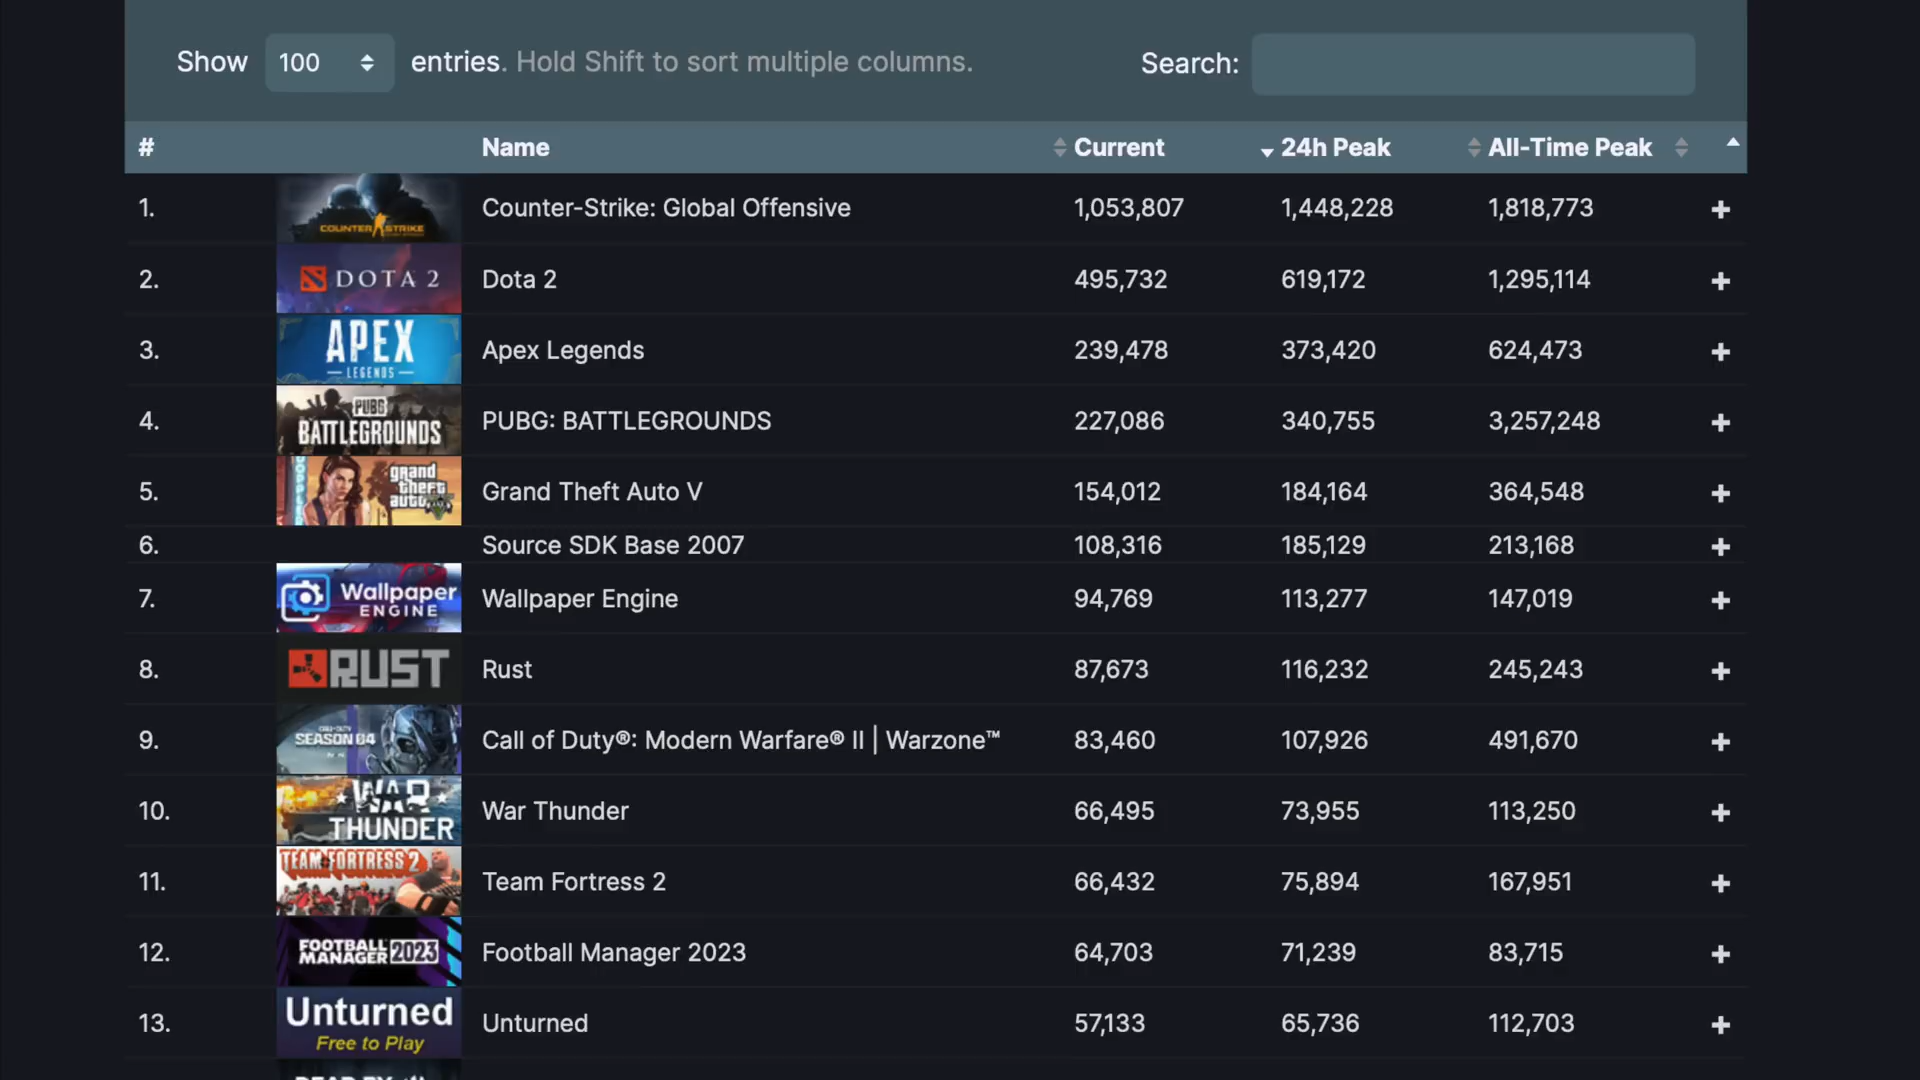 Show 100 entries. Hold Shift to sort multiple columns. Search:
# Name Current 24h Peak All-Time Peak
1. COUNTER STRIKE Counter-Strike: Global Offensive 1,053,807 1,448,228 1,818,773 +
2. DOTA 2 Dota 2 495,732 619,172 1,295,114 +
3. APEX LEGENDS Apex Legends 239,478 373,420 624,473 +
4. PUBG BATTLEGROUNDS PUBG: BATTLEGROUNDS 227,086 340,755 3,257,248 +
5. grand theft auto V Grand Theft Auto V 154,012 184,164 364,548 +
6. Source SDK Base 2007 108,316 185,129 213,168 +
7. Wallpaper ENGINE Wallpaper Engine 94,769 113,277 147,019 +
8. RUST Rust 87,673 116,232 245,243 +
9. CALL OF DUTY SEASON 04 Call of Duty®: Modern Warfare® II | Warzone™ 83,460 107,926 491,670 +
10. WAR THUNDER War Thunder 66,495 73,955 113,250 +
11. TEAM FORTRESS 2 Team Fortress 2 66,432 75,894 167,951 +
12. FOOTBALL MANAGER 2023 Football Manager 2023 64,703 71,239 83,715 +
13. Unturned Free to Play Unturned 57,133 65,736 112,703 +